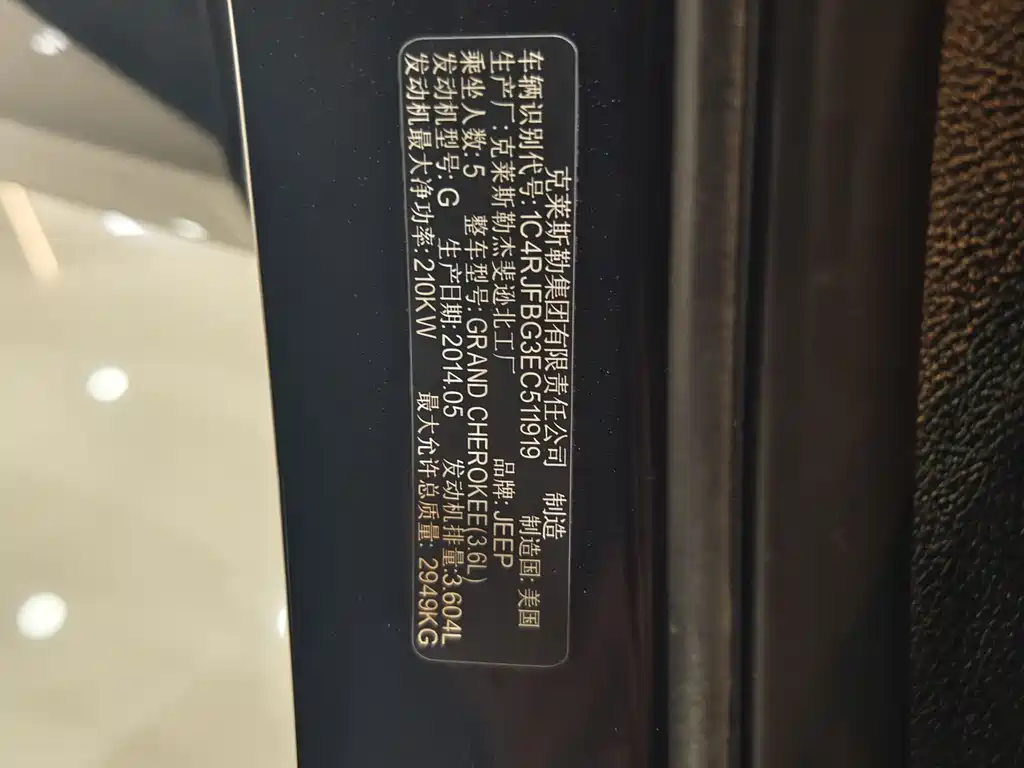 克莱斯勒集团有限责任公司 制造
车辆识别代号:1C4RJFBG3EC511919 制造国:美国
生产厂:克莱斯勒杰斐逊北工厂 品牌:JEEP
乘坐人数:5 整车型号:GRAND CHEROKEE(3.6L)
发动机型号:G 生产日期:2014.05 发动机排量:3.604L
发动机最大净功率:210KW 最大允许总质量:2949KG